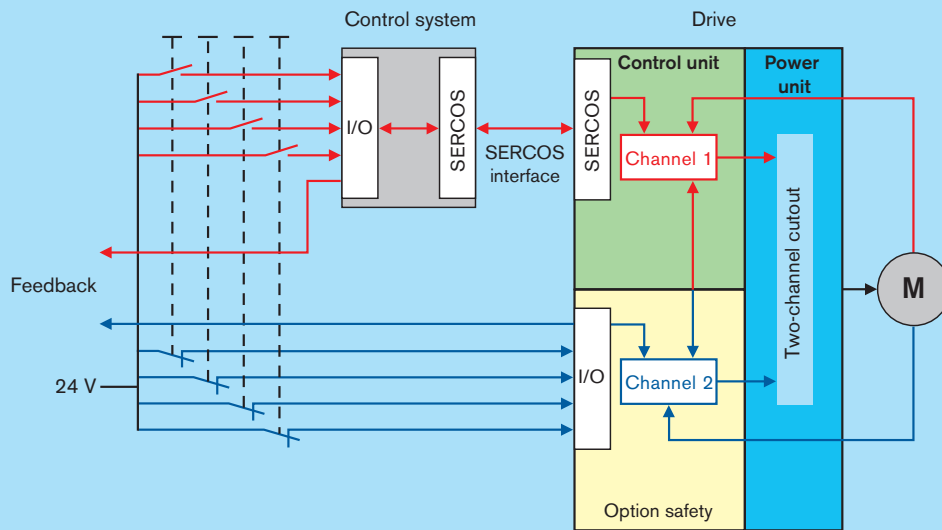 Control system
Drive
Control unit
Power
unit
I/O
SERCOS
SERCOS
interface
SERCOS
Channel 1
Two-channel cutout
M
Feedback
24 V
I/O
Channel 2
Option safety